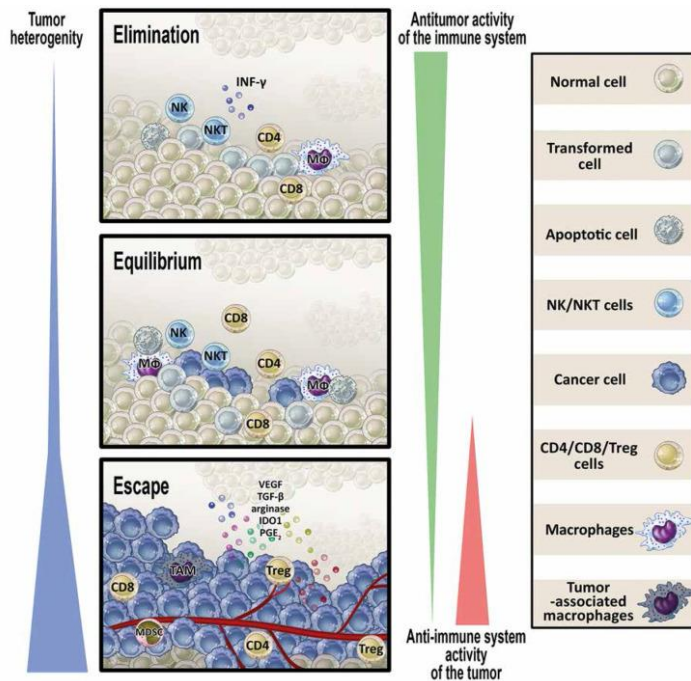 Tumor
heterogenity
Antitumor activity
of the immune system
Elimination
INF-γ
NK
NKT
CD4
MΦ
CD8
Equilibrium
CD8
NK
MΦ
NKT
CD4
MΦ
CD8
Escape
VEGF
TGF-β
arginase
IDO1
PGE₂
TAM
Treg
CD8
MDSC
CD4
Treg
Anti-immune system
activity
of the tumor
Normal cell
Transformed
cell
Apoptotic cell
NK/NKT cells
Cancer cell
CD4/CD8/Treg
cells
Macrophages
Tumor
-associated
macrophages